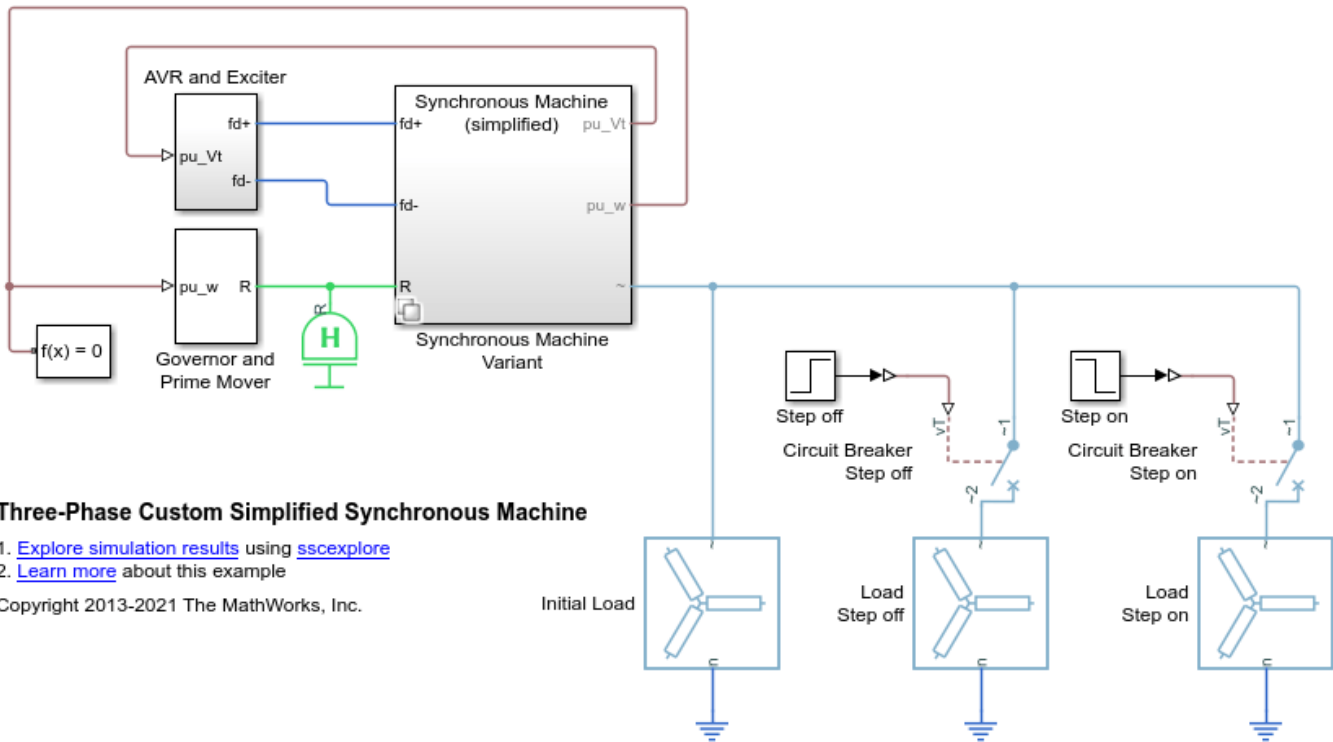 AVR and Exciter
fd+
pu_Vt
fd-
Synchronous Machine
(simplified)
fd+
pu_Vt
fd-
pu_w
R
~
Synchronous Machine
Variant
pu_w
R
Governor and
Prime Mover
R
H
f(x) = 0
Step off
vT
~1
Circuit Breaker
Step off
~2
Step on
vT
~1
Circuit Breaker
Step on
~2
Three-Phase Custom Simplified Synchronous Machine
1. Explore simulation results using sscexplore
2. Learn more about this example
Copyright 2013-2021 The MathWorks, Inc.
Initial Load
~
n
Load
Step off
~
n
Load
Step on
~
n